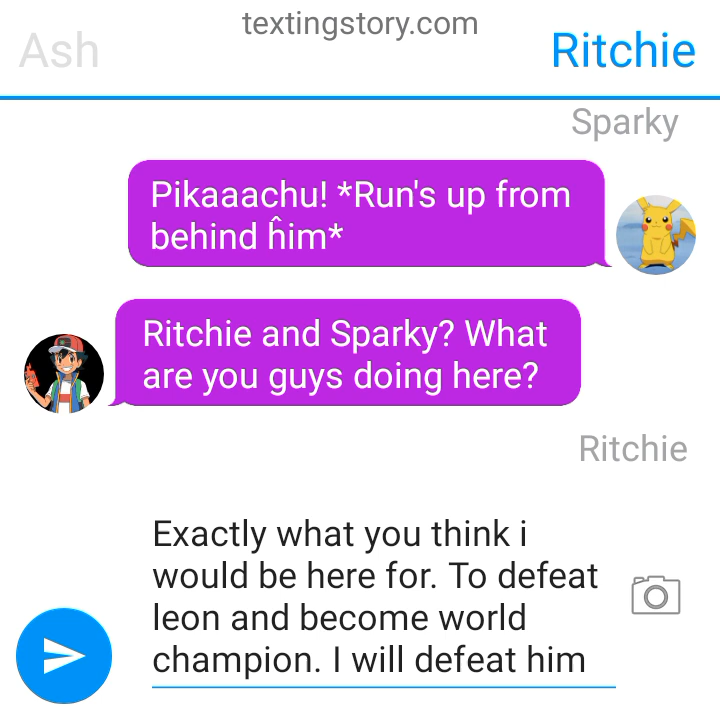 textingstory.com
Ash
Ritchie
Sparky
Pikaaachu! *Run's up from
behind ĥim*
Ritchie and Sparky? What
are you guys doing here?
Ritchie
Exactly what you think i
would be here for. To defeat
leon and become world
champion. I will defeat him